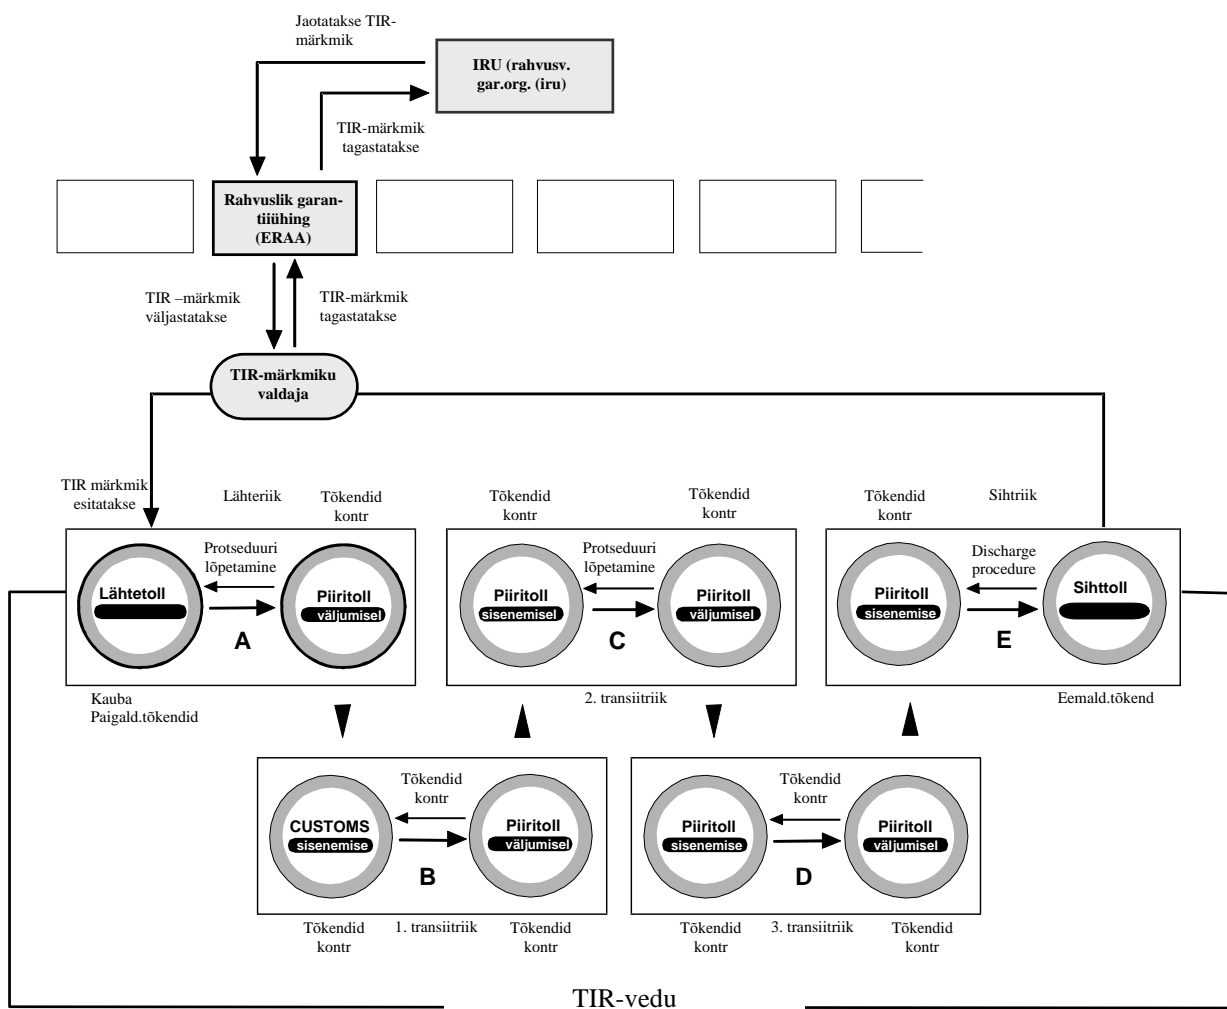 Jaotatakse TIR-
märkmik
IRU (rahvusv.
gar.org. (iru)
TIR-märkmik
tagastatakse
Rahvuslik garan-
tiiühing
(ERAA)
TIR –märkmik
väljastatakse
TIR-märkmik
tagastatakse
TIR-märkmiku
valdaja
TIR märkmik
esitatakse
Lähteriik
Tõkendid
kontr
Tõkendid
kontr
Tõkendid
kontr
Tõkendid
kontr
Sihtriik
Protseduuri
lõpetamine
Lähtetoll
Piiritoll
väljumisel
A
Protseduuri
lõpetamine
Piiritoll
sisenemisel
Piiritoll
väljumisel
C
Discharge
procedure
Piiritoll
sisenemise
Sihttoll
E
Kauba
Paigald.tõkendid
2. transiitriik
Eemald.tõkend
Tõkendid
kontr
CUSTOMS
sisenemise
Piiritoll
väljumisel
B
Tõkendid
kontr
Piiritoll
sisenemise
Piiritoll
väljumisel
D
Tõkendid
kontr
1. transiitriik
Tõkendid
kontr
Tõkendid
kontr
3. transiitriik
Tõkendid
kontr
TIR-vedu